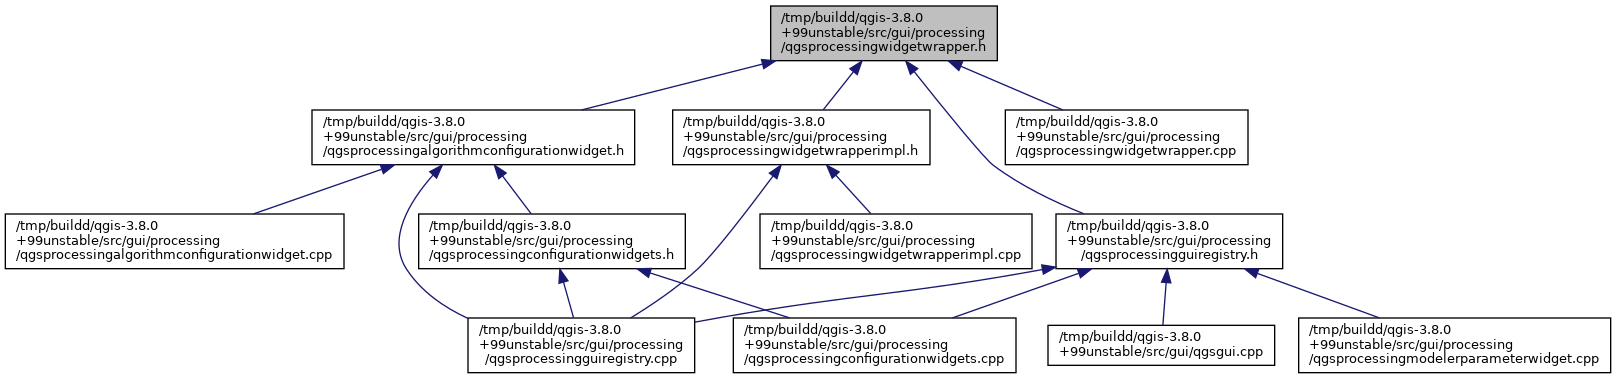 /tmp/buildd/qgis-3.8.0
+99unstable/src/gui/processing
/qgsprocessingwidgetwrapper.h
/tmp/buildd/qgis-3.8.0
+99unstable/src/gui/processing
/qgsprocessingalgorithmconfigurationwidget.h
/tmp/buildd/qgis-3.8.0
+99unstable/src/gui/processing
/qgsprocessingwidgetwrapperimpl.h
/tmp/buildd/qgis-3.8.0
+99unstable/src/gui/processing
/qgsprocessingwidgetwrapper.cpp
/tmp/buildd/qgis-3.8.0
+99unstable/src/gui/processing
/qgsprocessingalgorithmconfigurationwidget.cpp
/tmp/buildd/qgis-3.8.0
+99unstable/src/gui/processing
/qgsprocessingconfigurationwidgets.h
/tmp/buildd/qgis-3.8.0
+99unstable/src/gui/processing
/qgsprocessingwidgetwrapperimpl.cpp
/tmp/buildd/qgis-3.8.0
+99unstable/src/gui/processing
/qgsprocessingguiregistry.h
/tmp/buildd/qgis-3.8.0
+99unstable/src/gui/processing
/qgsprocessingguiregistry.cpp
/tmp/buildd/qgis-3.8.0
+99unstable/src/gui/processing
/qgsprocessingconfigurationwidgets.cpp
/tmp/buildd/qgis-3.8.0
+99unstable/src/gui/qgsgui.cpp
/tmp/buildd/qgis-3.8.0
+99unstable/src/gui/processing
/qgsprocessingmodelerparameterwidget.cpp